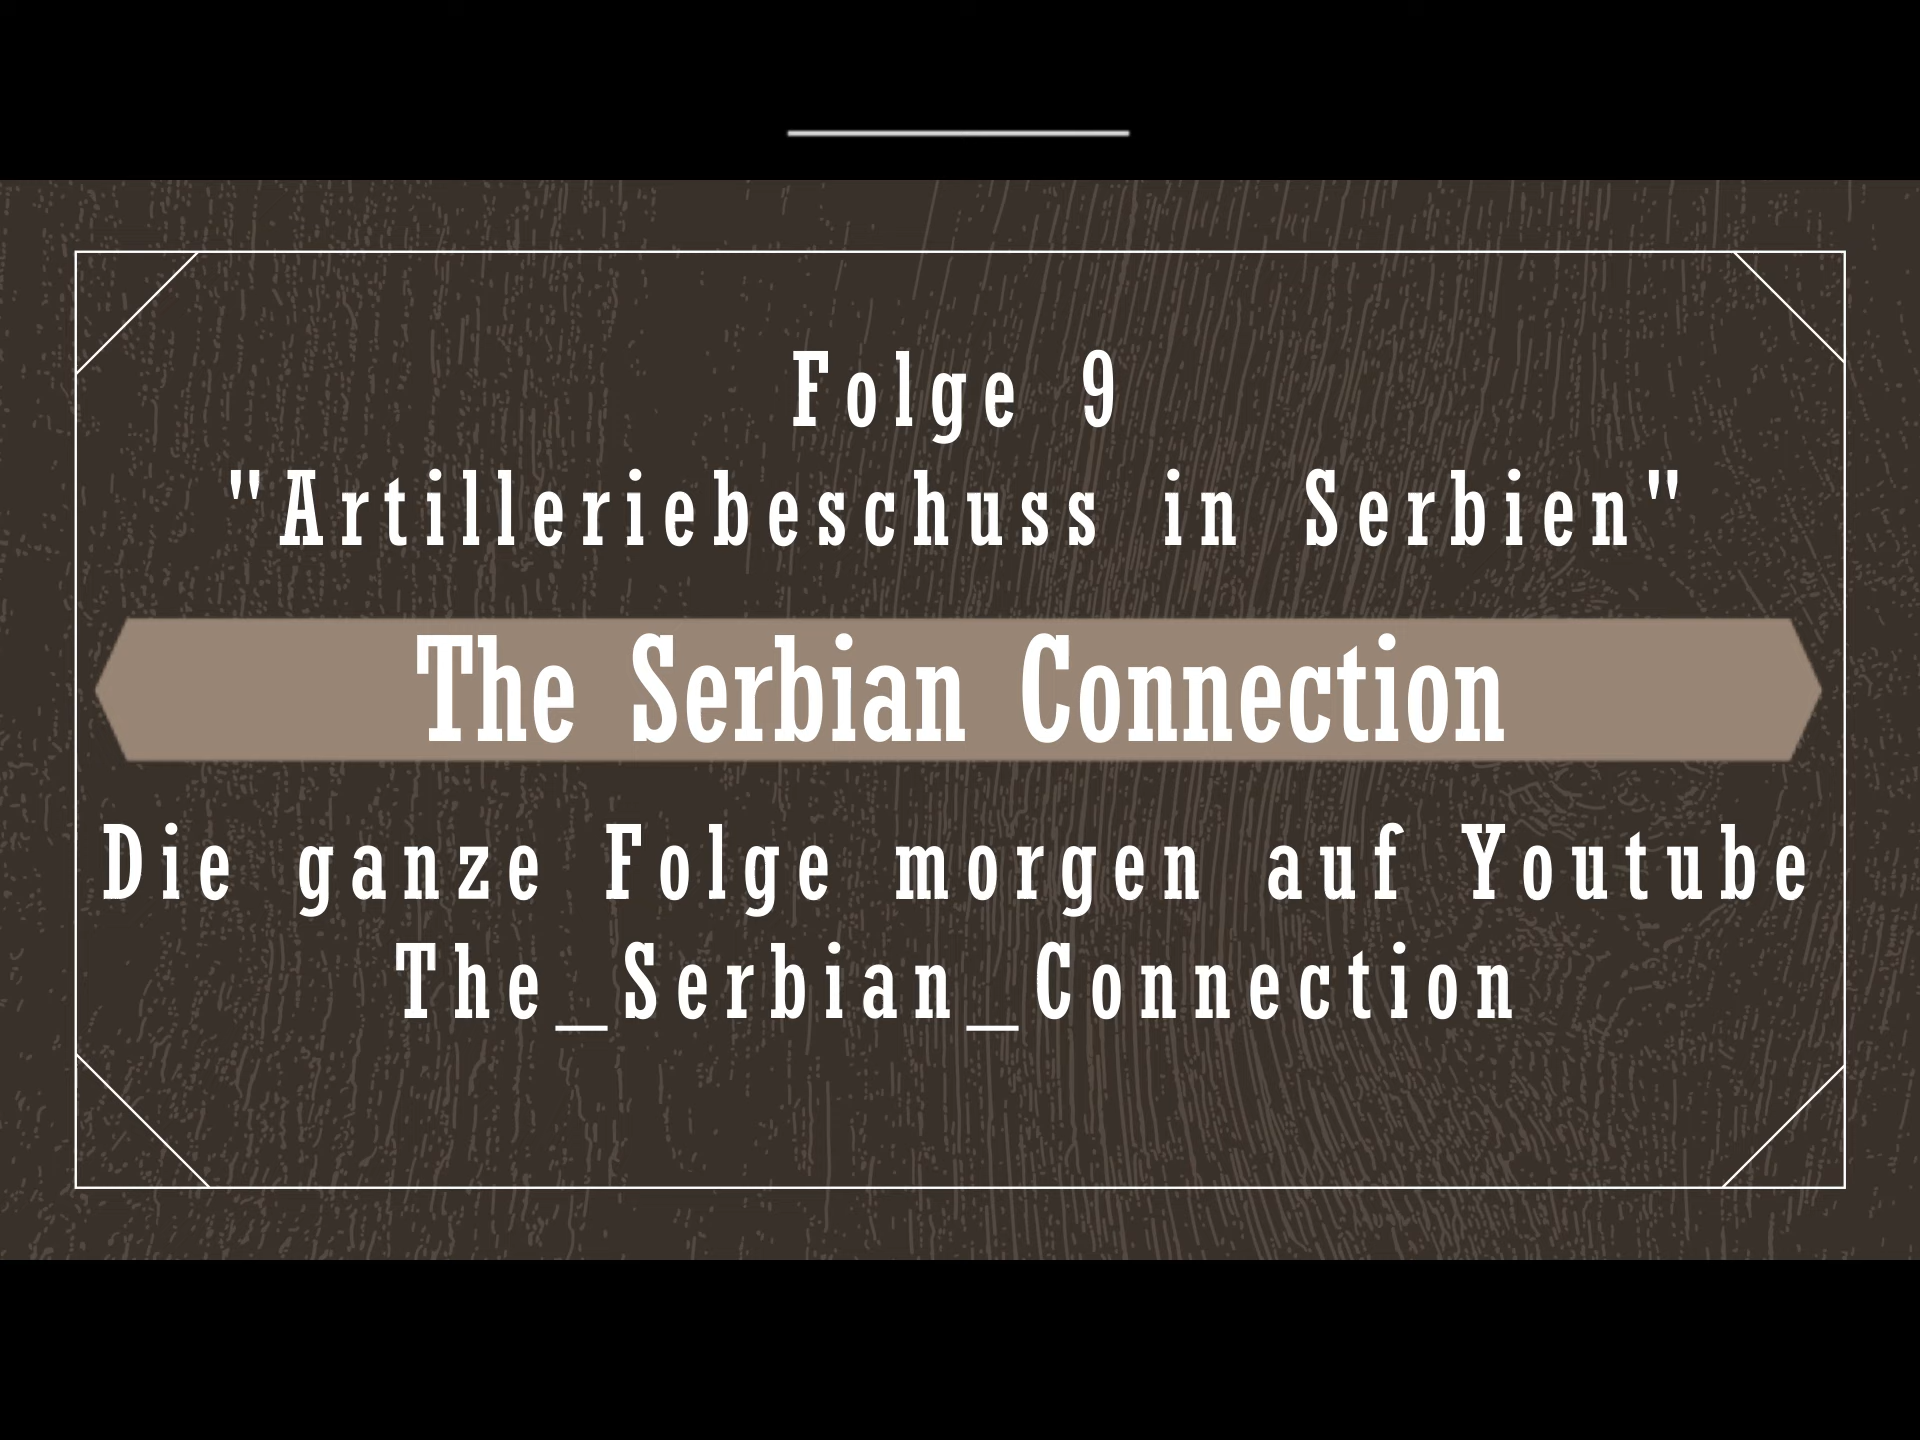 Folge 9
"Artilleriebeschuss in Serbien"
The Serbian Connection
Die ganze Folge morgen auf Youtube
The_Serbian_Connection